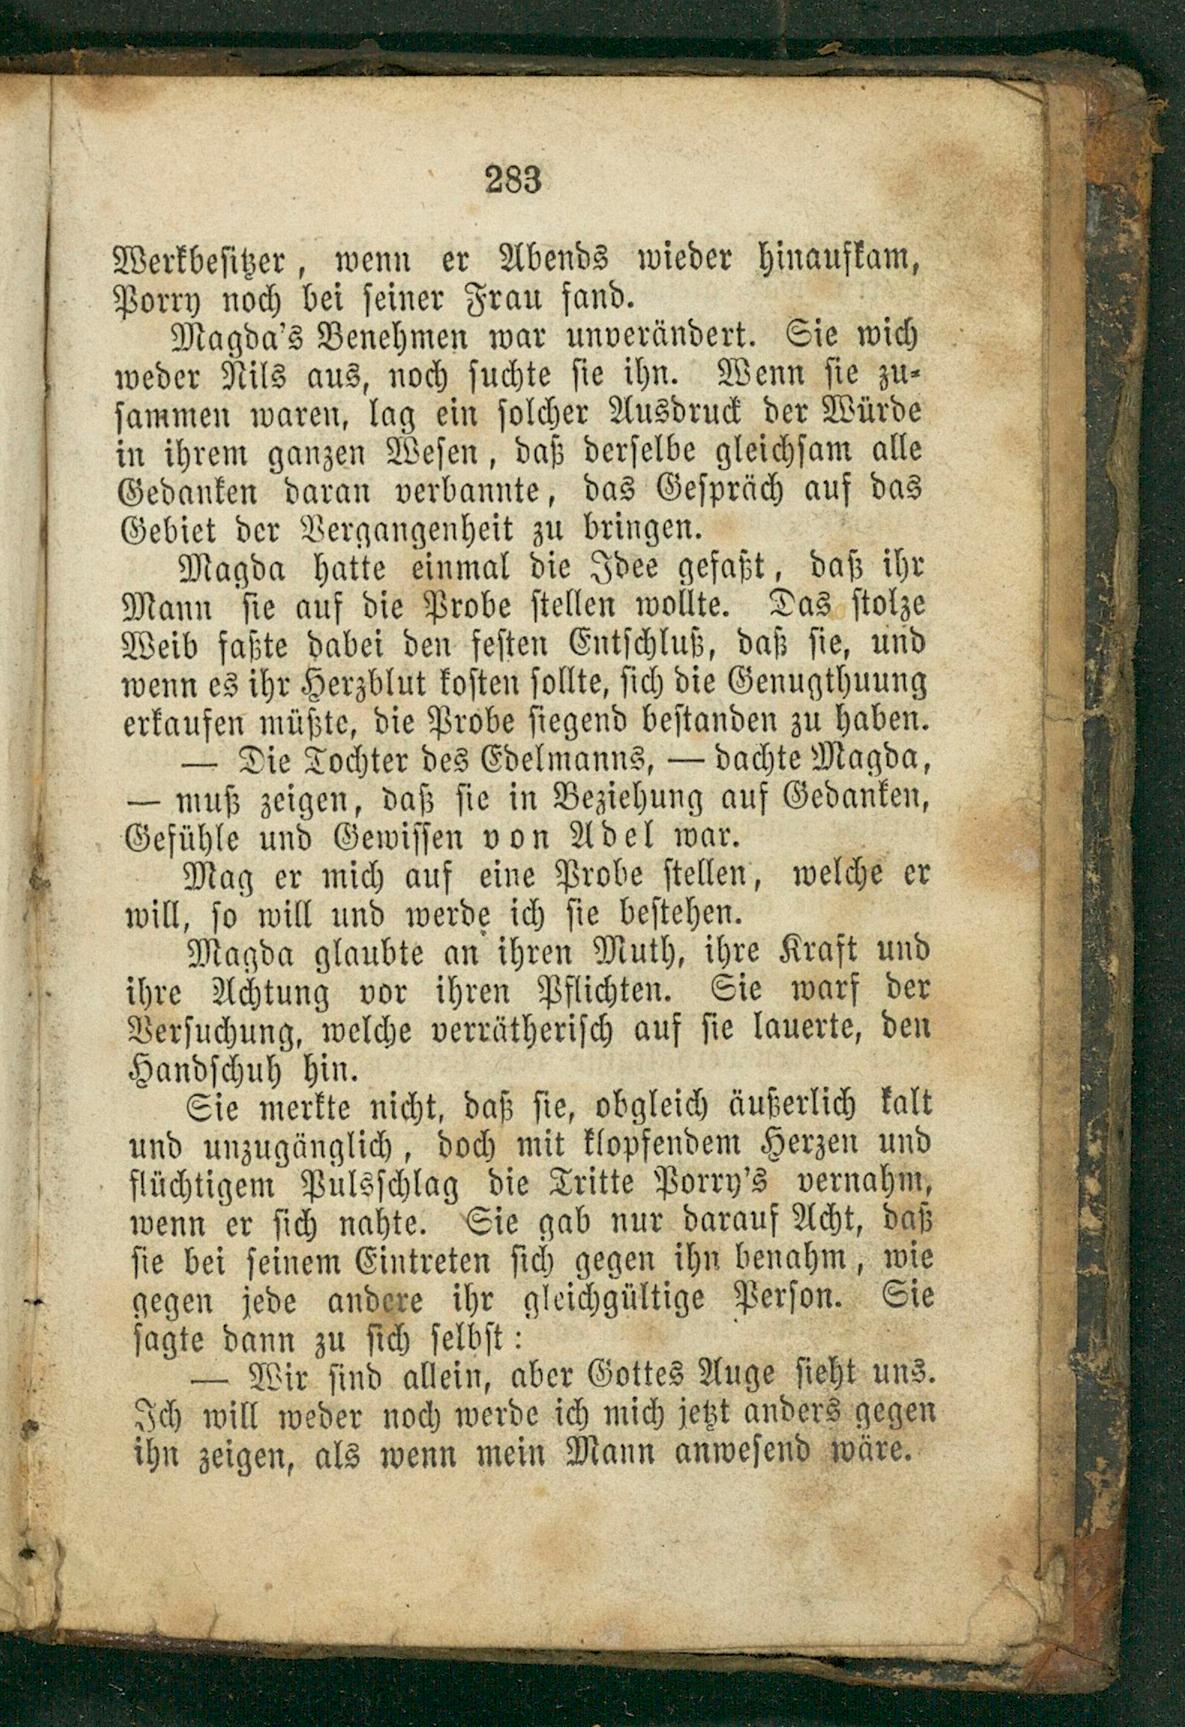 283
Werkbesitzer, wenn er Abends wieder hinaufkam,
Porry noch bei seiner Frau fand.
Magda's Benehmen war unverändert. Sie wich
weder Nils aus, noch suchte sie ihn. Wenn sie zu-
sammen waren, lag ein solcher Ausdruck der Würde
in ihrem ganzen Wesen, daß derselbe gleichsam alle
Gedanken daran verbannte, das Gespräch auf das
Gebiet der Vergangenheit zu bringen.
Magda hatte einmal die Idee gefaßt, daß ihr
Mann sie auf die Probe stellen wollte. Das stolze
Weib faßte dabei den festen Entschluß, daß sie, und
wenn es ihr Herzblut kosten sollte, sich die Genugthuung
erkaufen müßte, die Probe siegend bestanden zu haben.
— Die Tochter des Edelmanns, — dachte Magda,
— muß zeigen, daß sie in Beziehung auf Gedanken,
Gefühle und Gewissen von Adel war.
Mag er mich auf eine Probe stellen, welche er
will, so will und werde ich sie bestehen.
Magda glaubte an ihren Muth, ihre Kraft und
ihre Achtung vor ihren Pflichten. Sie warf der
Versuchung, welche verrätherisch auf sie lauerte, den
Handschuh hin.
Sie merkte nicht, daß sie, obgleich äußerlich kalt
und unzugänglich, doch mit klopfendem Herzen und
flüchtigem Pulsschlag die Tritte Porry's vernahm,
wenn er sich nahte. Sie gab nur darauf Acht, daß
sie bei seinem Eintreten sich gegen ihn benahm, wie
gegen jede andere ihr gleichgültige Person. Sie
sagte dann zu sich selbst:
— Wir sind allein, aber Gottes Auge sieht uns.
Ich will weder noch werde ich mich jetzt anders gegen
ihn zeigen, als wenn mein Mann anwesend wäre.